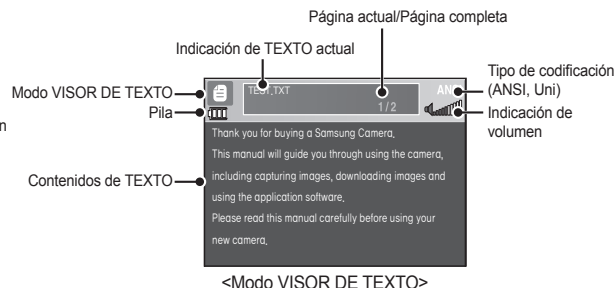 Página actual/Página completa
Indicación de TEXTO actual
Tipo de codificación
(ANSI, Uni)
Modo VISOR DE TEXTO
TEST.TXT
1/2
Pila
Indicación de
volumen
n
Thank you for buying a Samsung Camera,
This manual will guide you through using the camera,
including capturing images, downloading images and
using the application software,
Please read this manual carefully before using your
new camera,
Contenidos de TEXTO
<Modo VISOR DE TEXTO>